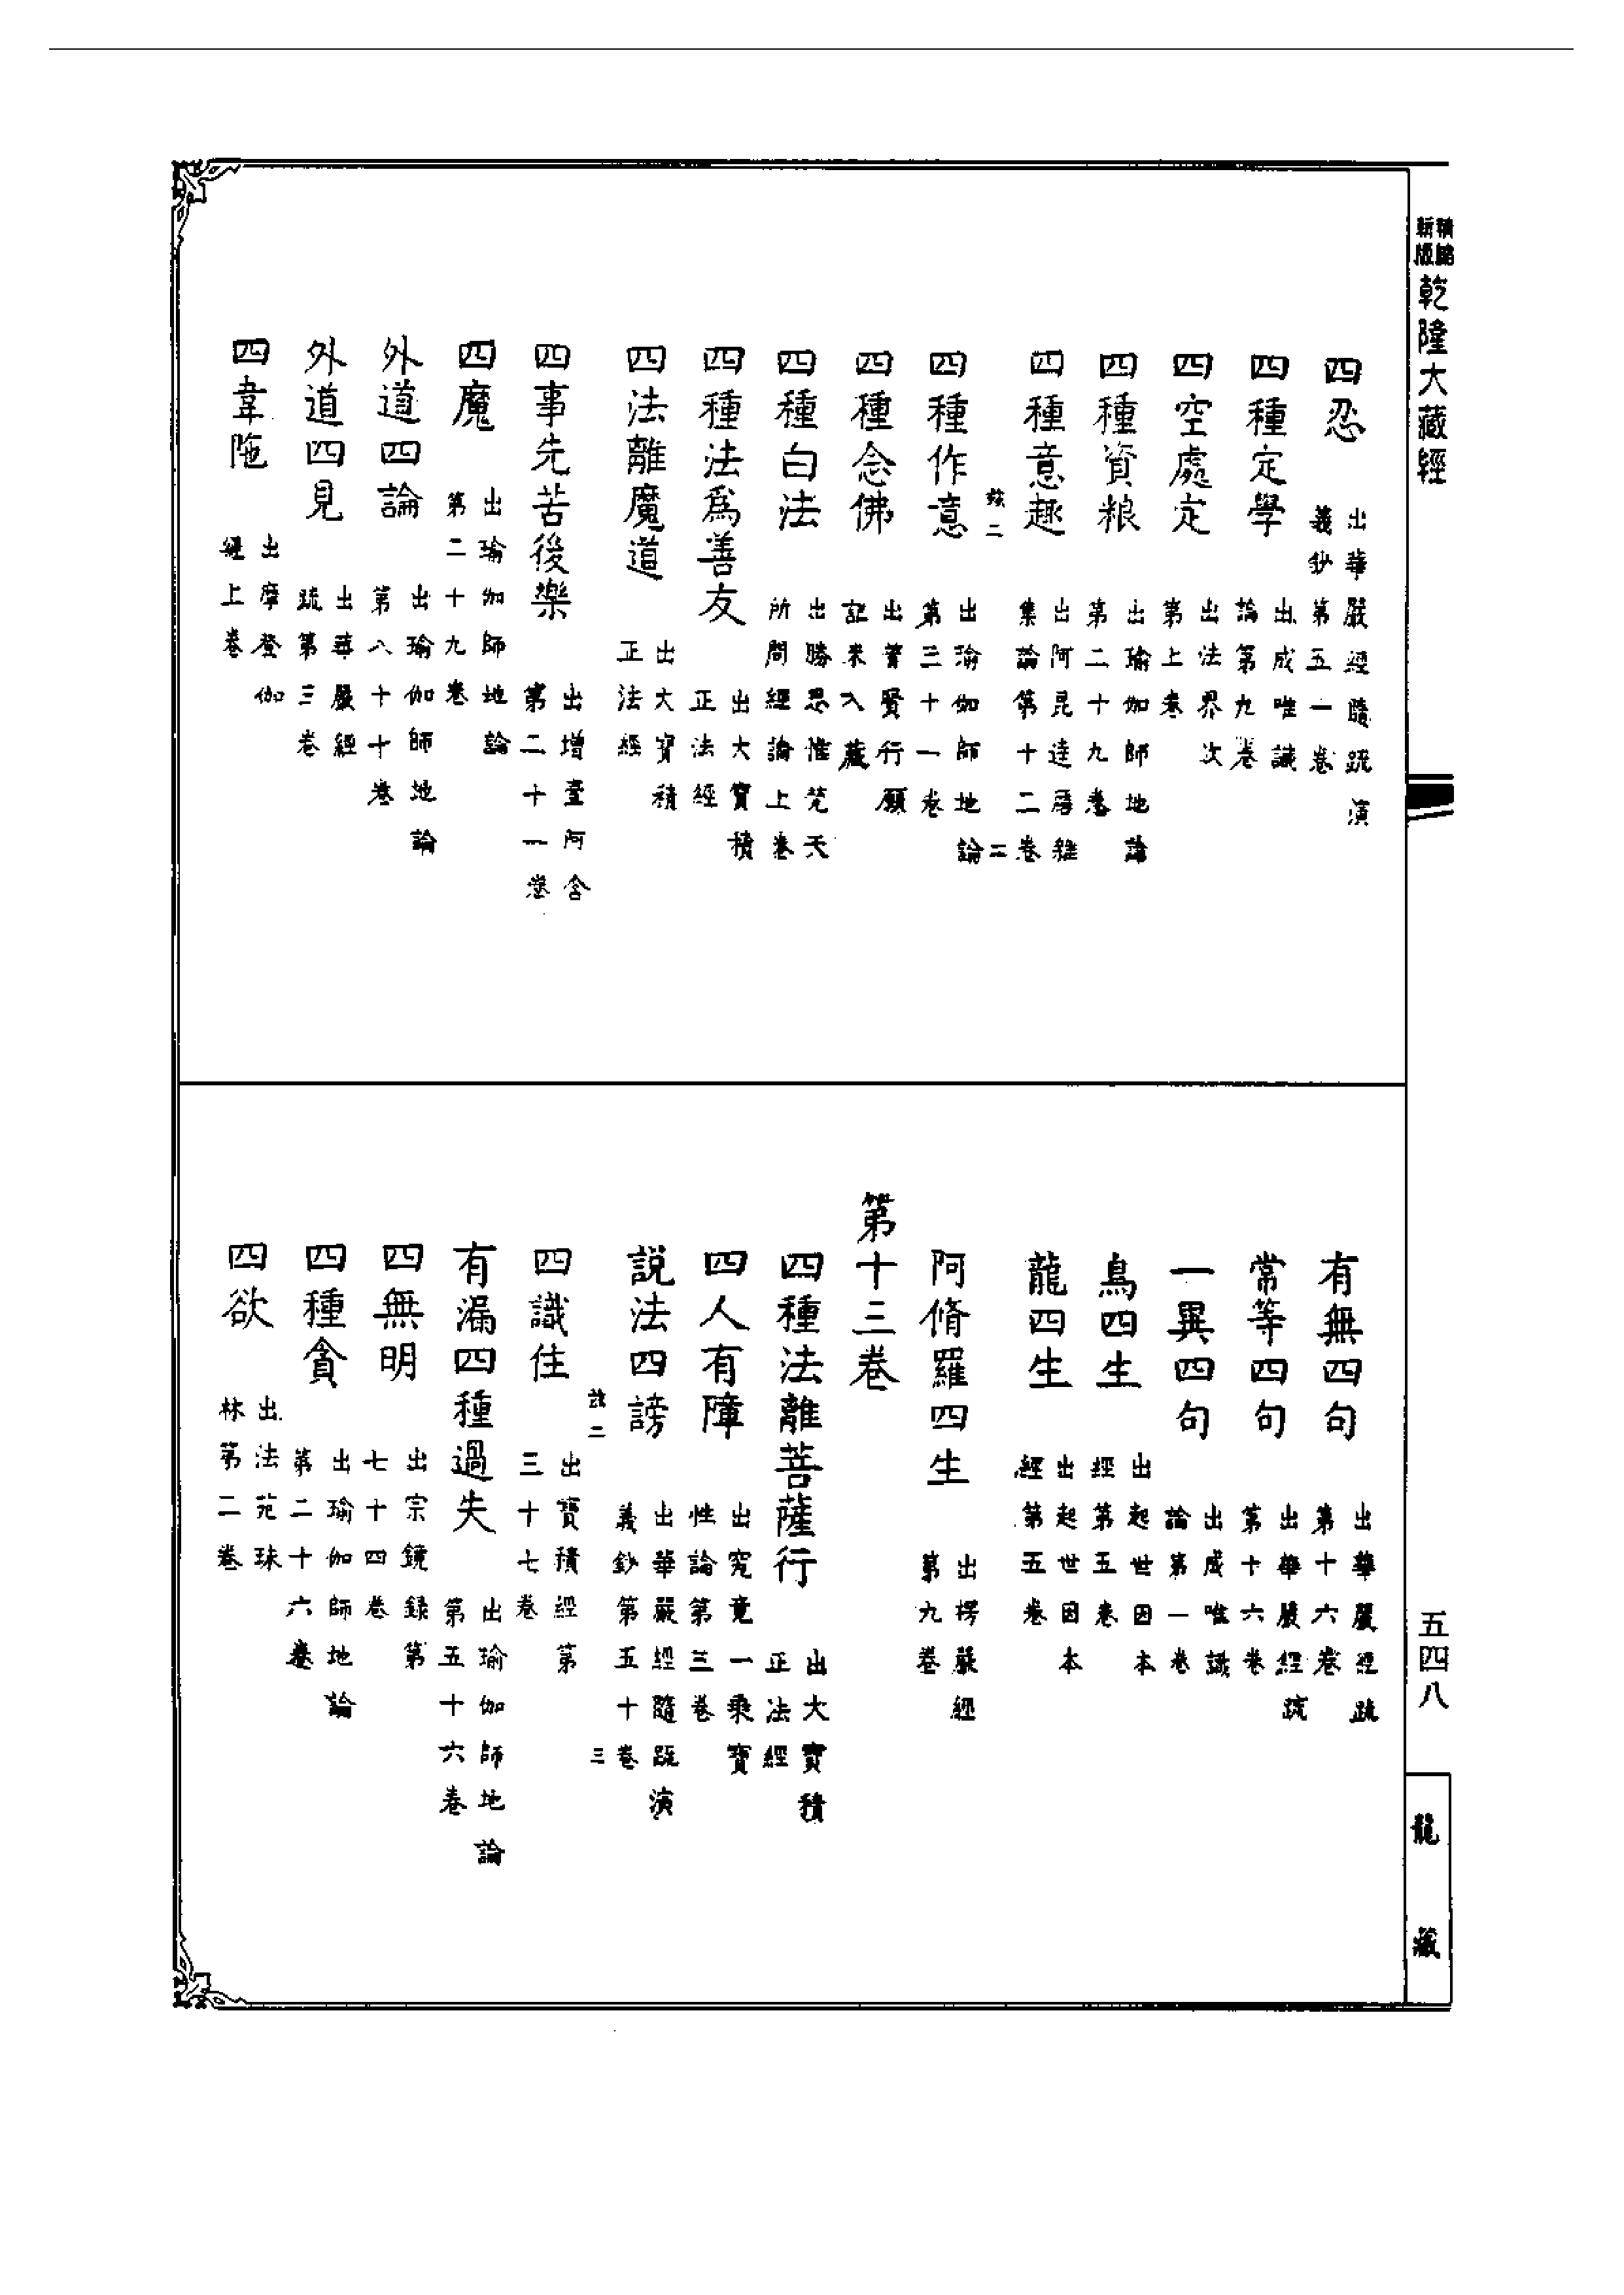 乾隆大藏經
四忍 出華嚴經隨疏演義鈔第五一卷
四種定學 出成唯識論第九卷
四空處定 出法界次第上卷
四種資粮 出瑜伽師地論第二十九卷
四種意趣 出阿毘達磨雜集論第十二卷
二 三
四種作意 出瑜伽師地論第三十一卷
四種念佛 出普賢行願記來入藏
四種白法 出勝思惟梵天所問經論上卷
四種法為善友 出大寶積正法經
四法離魔道 出大寶積正法經
四事先苦後樂 出增壹阿含第二十一卷
四魔 出瑜伽師地論第二十九卷
外道四論 出瑜伽師地論第八十十卷
外道四見 出華嚴經疏第三卷
四韋陁 出摩登伽經上卷
有無四句 出華嚴經疏第十六卷
常等四句 出華嚴經疏第十六卷
一異四句 出成唯識論第一卷
鳥四生 出起世因本經第五卷
龍四生 出起世因本經第五卷
阿脩羅四生 出楞嚴經第九卷
第十三卷
四種法離菩薩行 出大寶積正法經
四人有障 出究竟一乘寶性論第三卷
説法四謗 出華嚴經隨疏演義鈔第五十卷
二 三
四識住 出寶積經第三十七卷
有漏四種過失 出瑜伽師地論第五十六卷
四無明 出宗鏡録第七十四卷
四種貪 出瑜伽師地論第二十六卷
四欲 出法苑珠林第二卷
五四八
龍藏